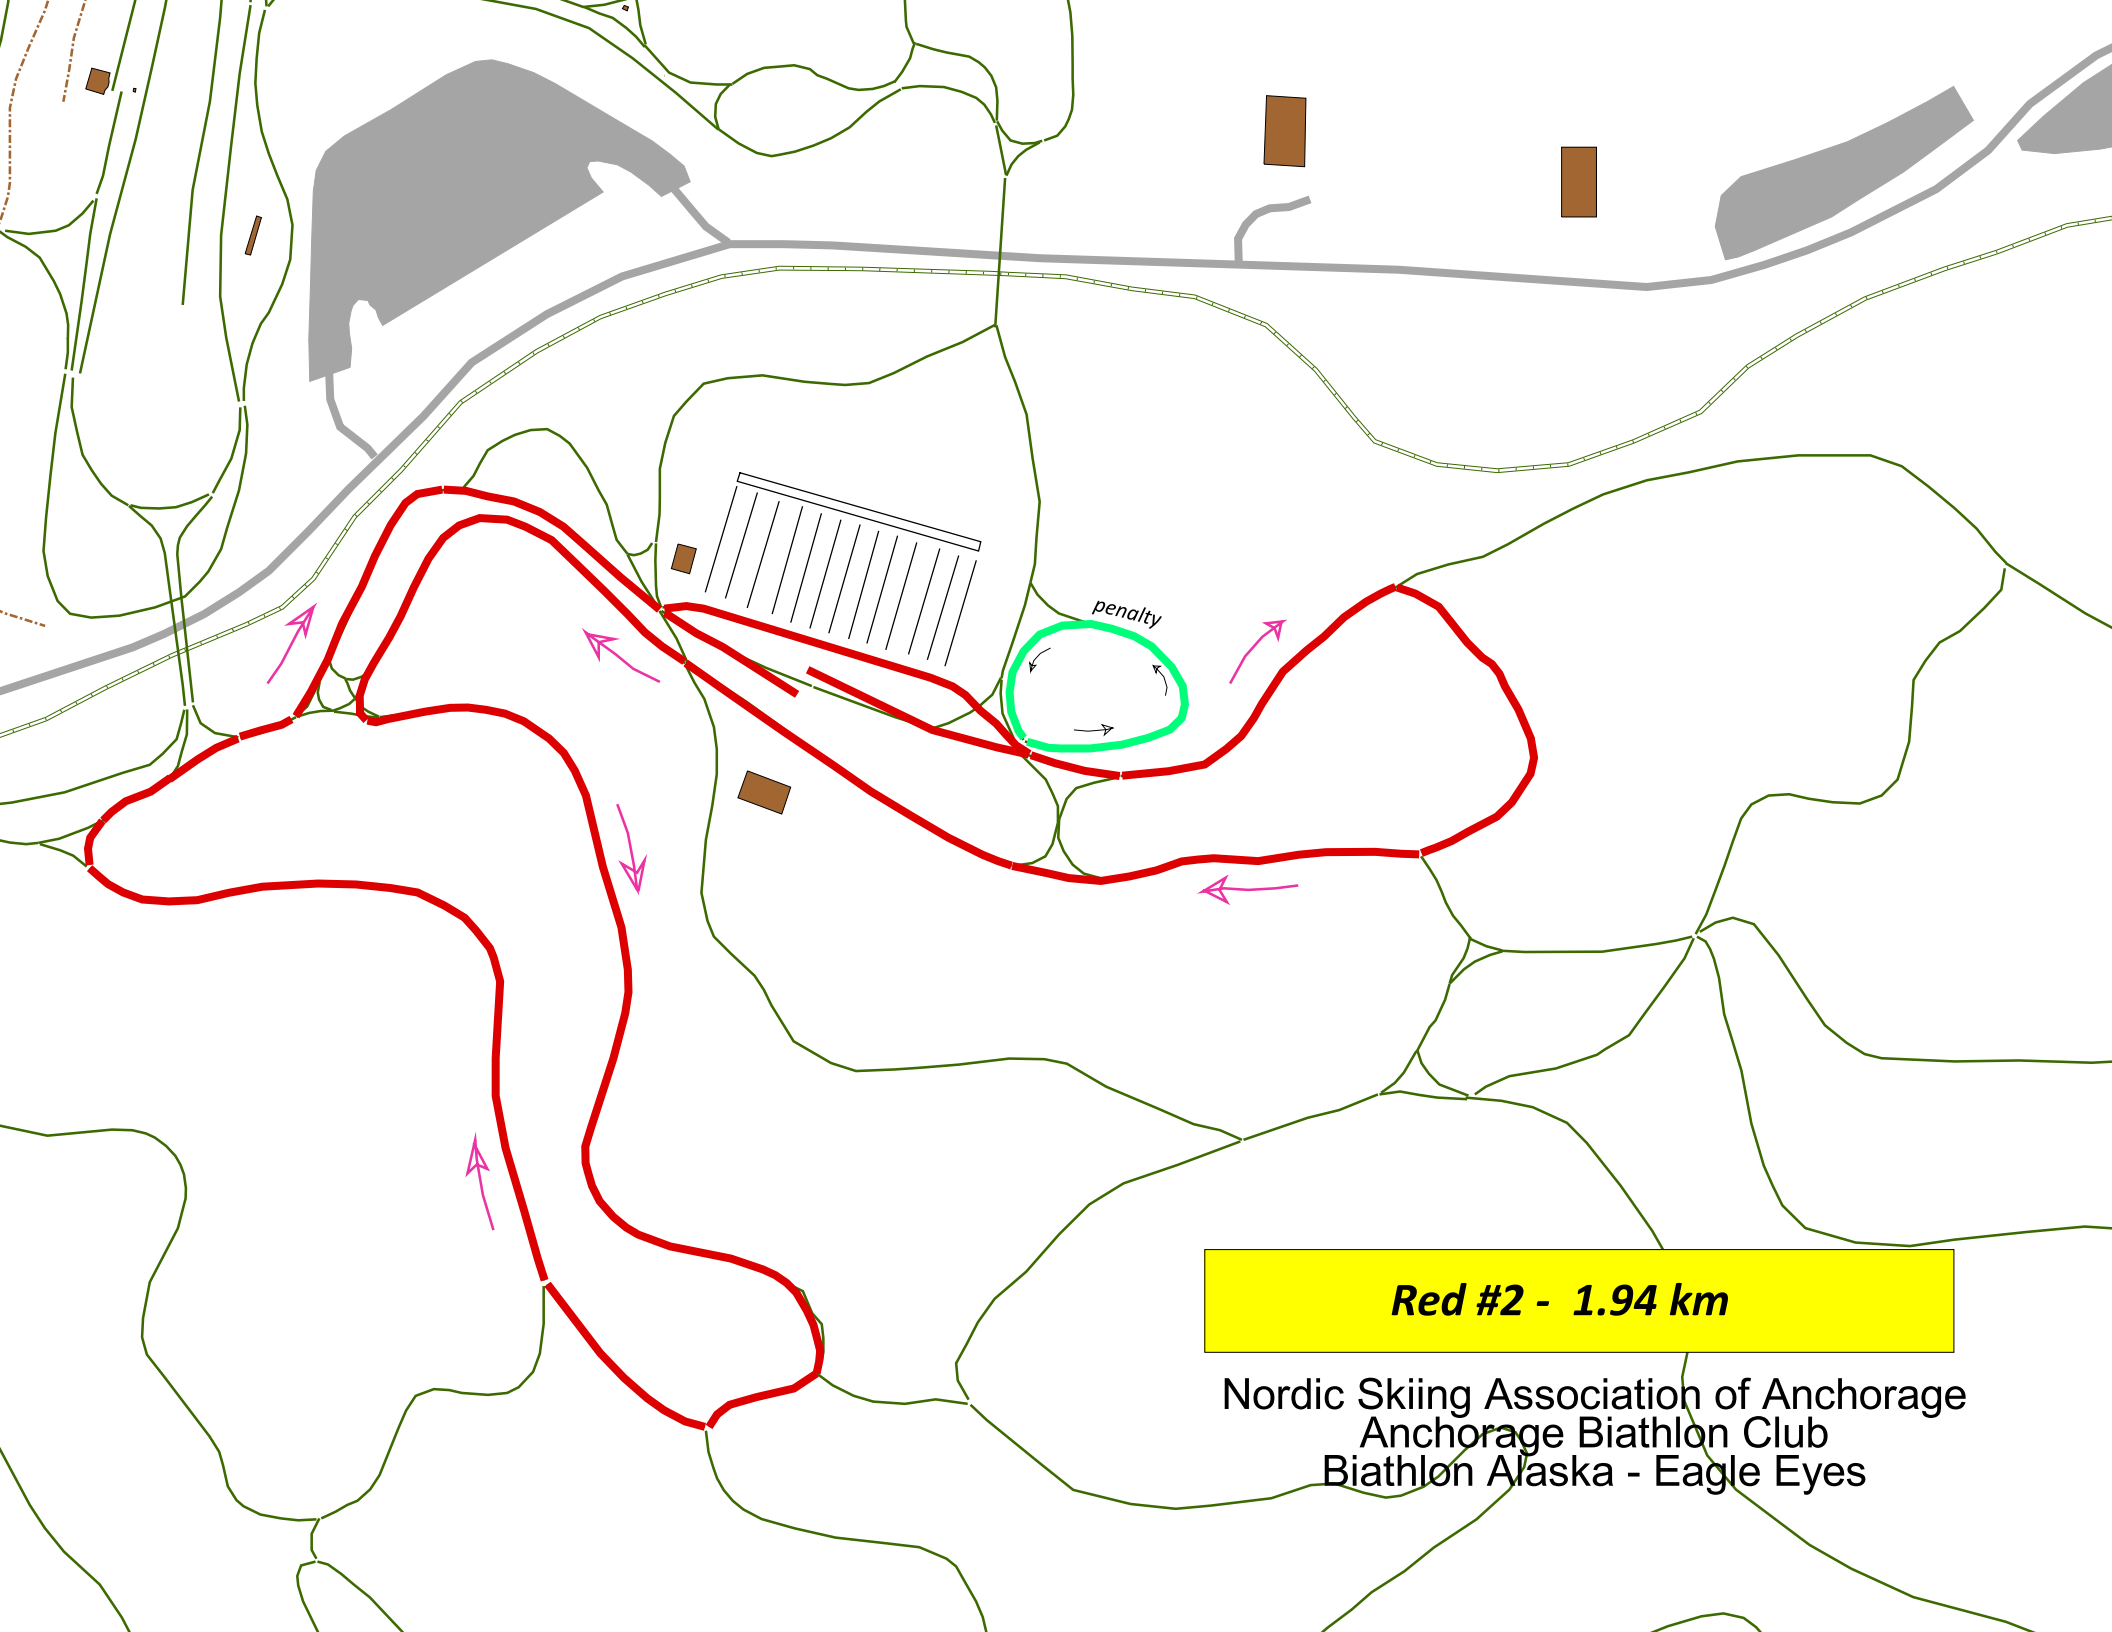 penalty
Red #2 - 1.94 km
Nordic Skiing Association of Anchorage
Anchorage Biathlon Club
Biathlon Alaska - Eagle Eyes